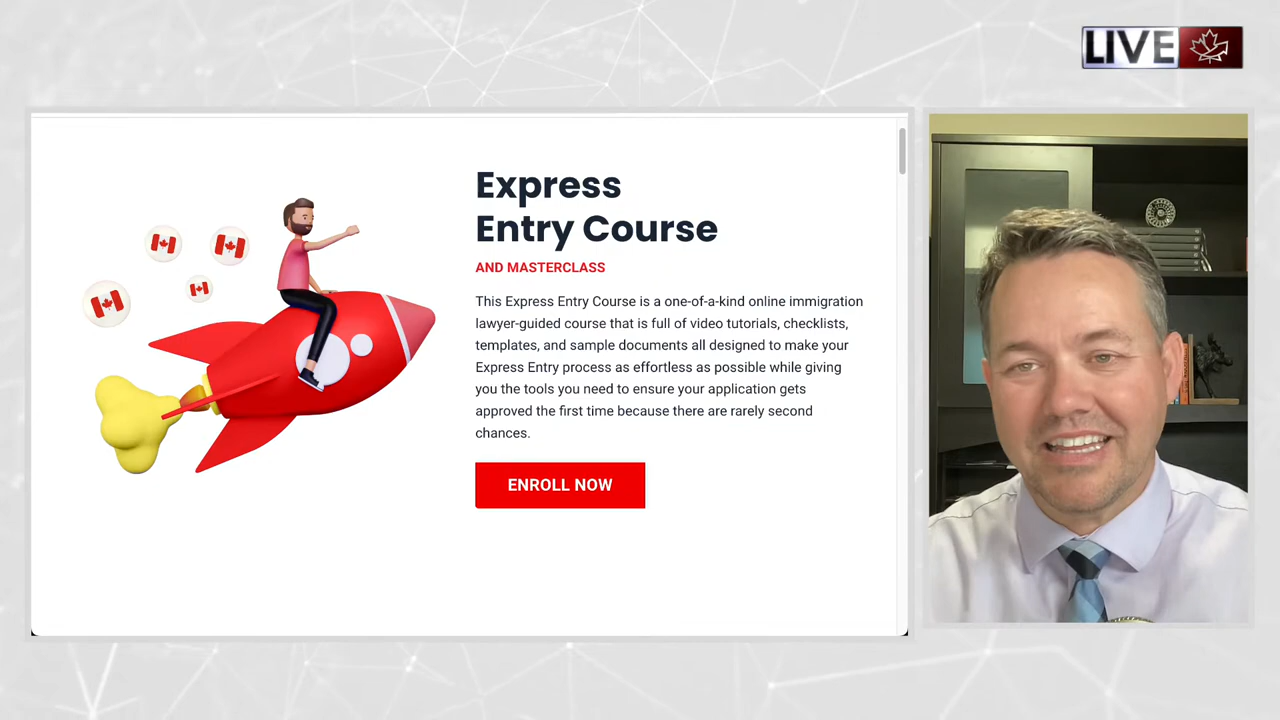 LIVE
Express
Entry Course
AND MASTERCLASS
This Express Entry Course is a one-of-a-kind online immigration
lawyer-guided course that is full of video tutorials, checklists,
templates, and sample documents all designed to make your
Express Entry process as effortless as possible while giving
you the tools you need to ensure your application gets
approved the first time because there are rarely second
chances.
ENROLL NOW